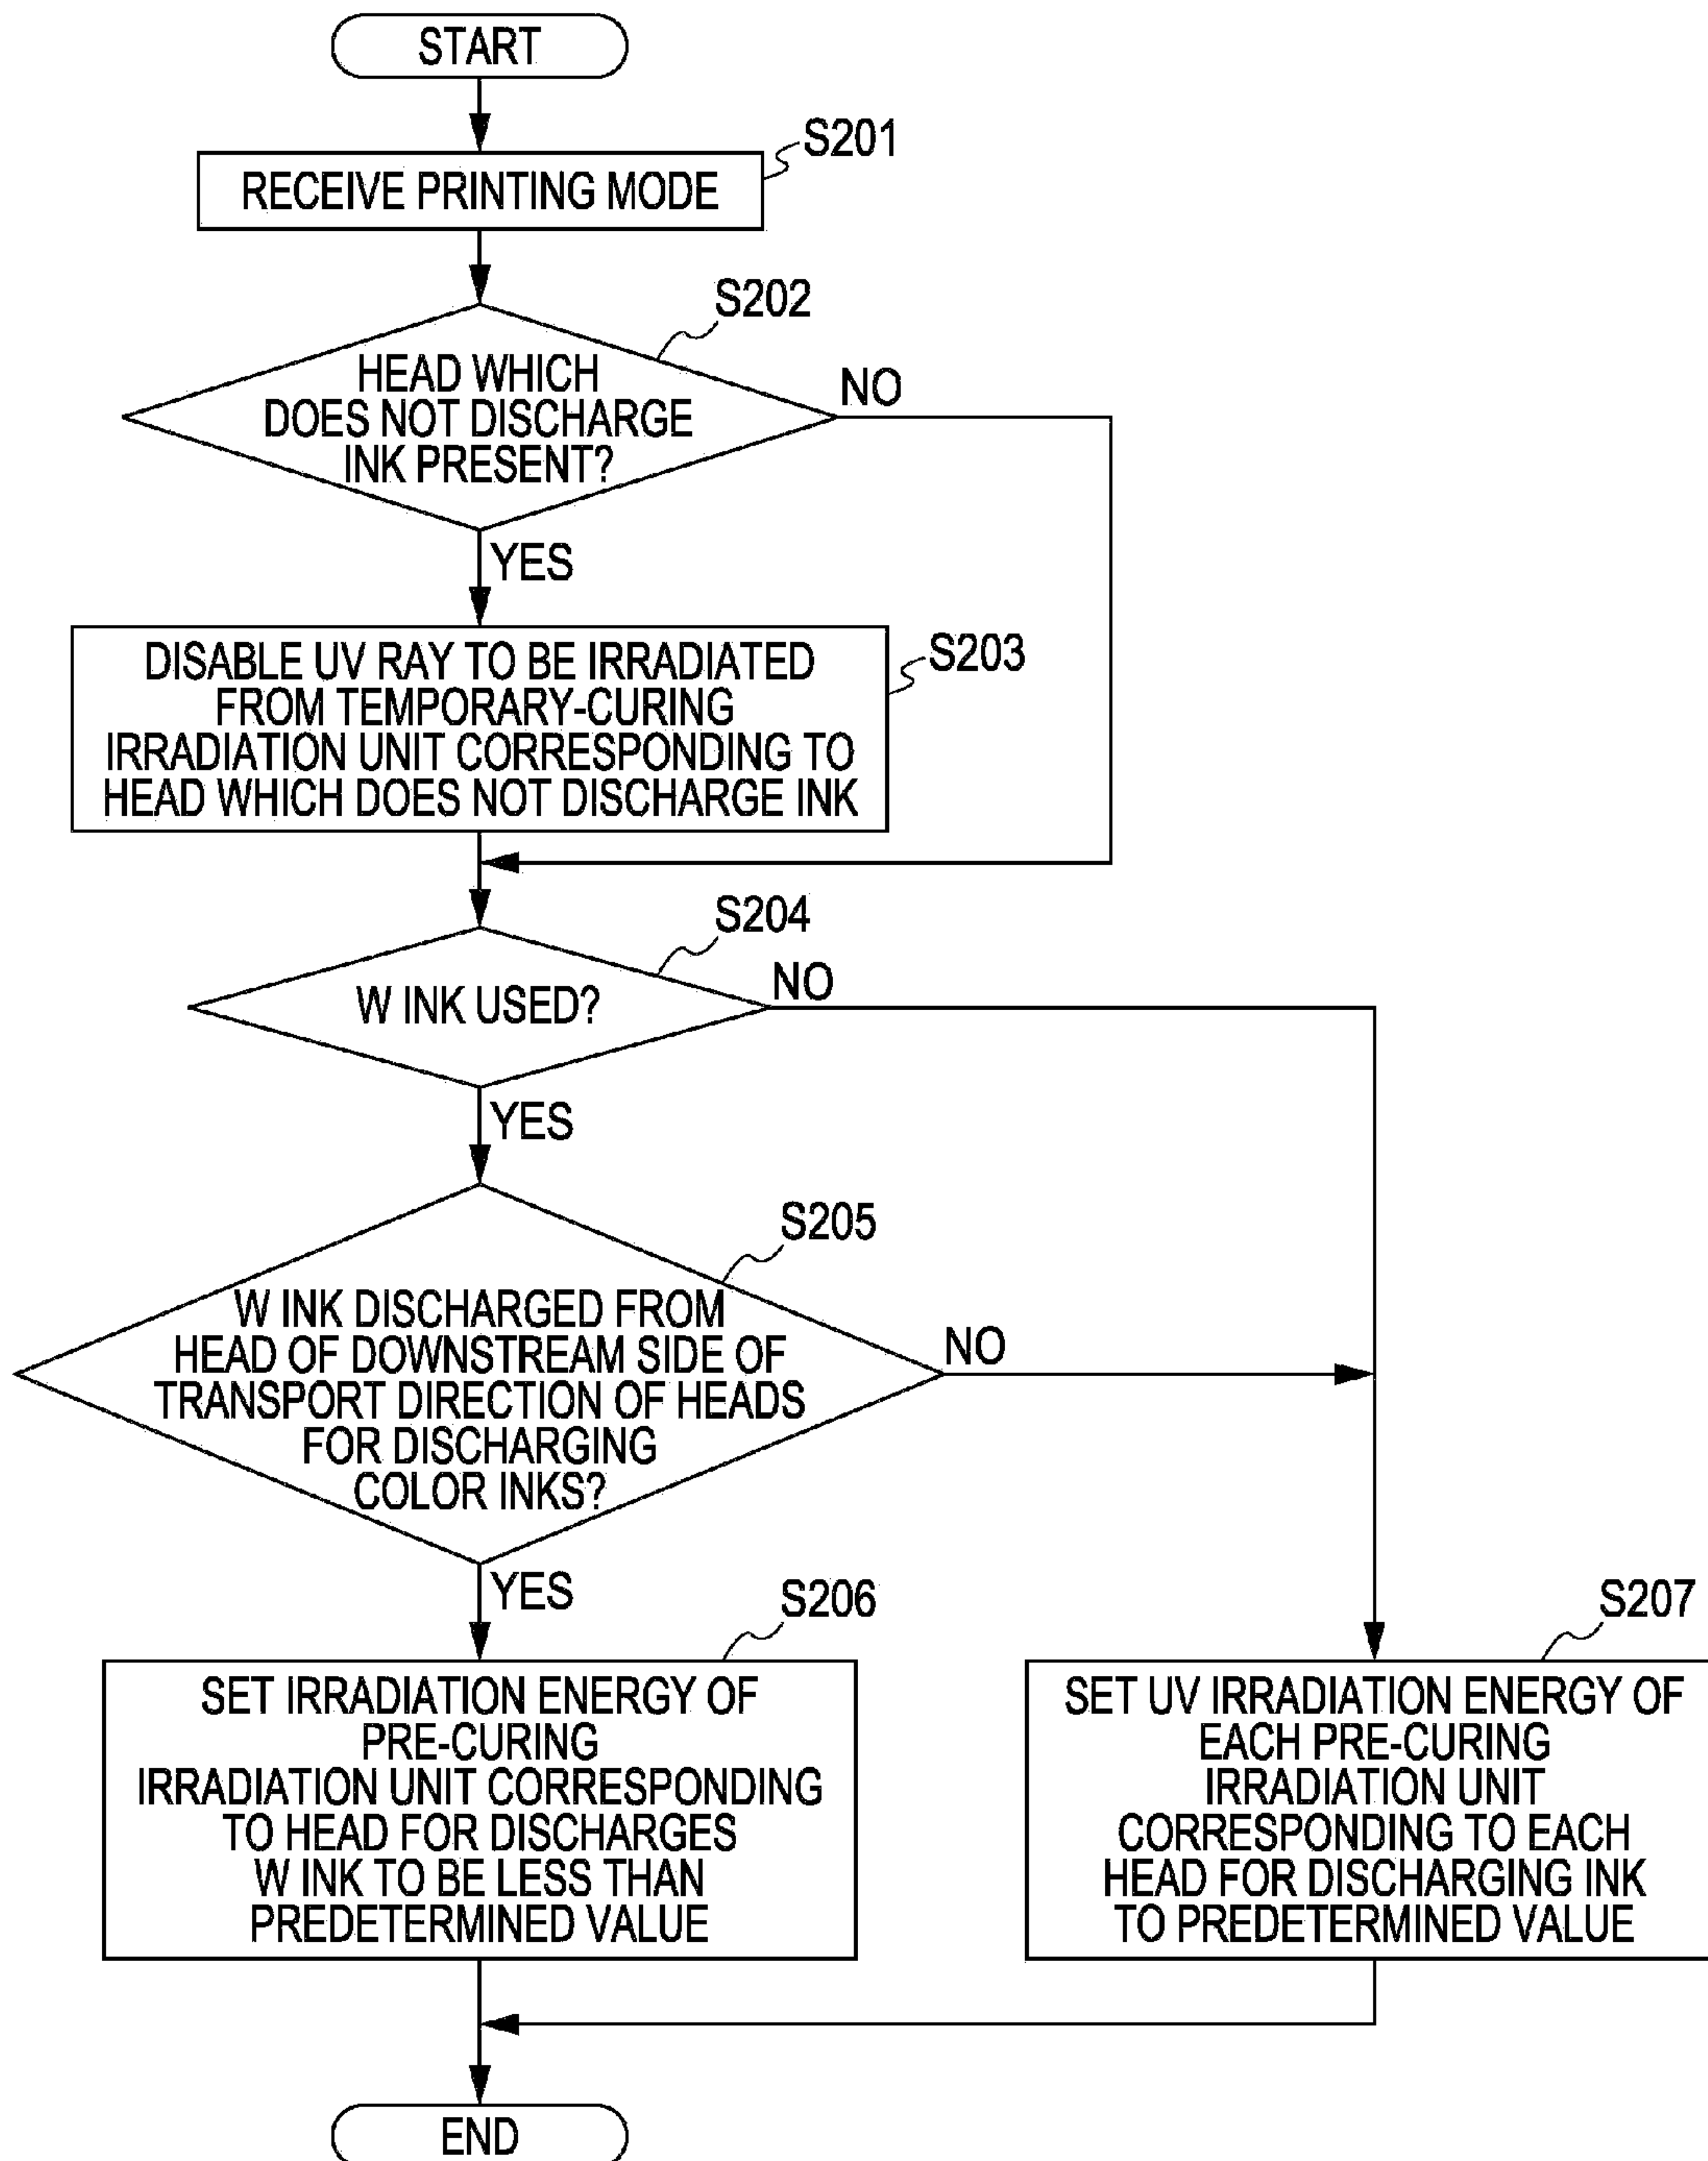 START
S201
RECEIVE PRINTING MODE
S202
HEAD WHICH
DOES NOT DISCHARGE
INK PRESENT?
NO
YES
S203
DISABLE UV RAY TO BE IRRADIATED
FROM TEMPORARY-CURING
IRRADIATION UNIT CORRESPONDING TO
HEAD WHICH DOES NOT DISCHARGE INK
S204
W INK USED?
NO
YES
S205
W INK DISCHARGED FROM
HEAD OF DOWNSTREAM SIDE OF
TRANSPORT DIRECTION OF HEADS
FOR DISCHARGING
COLOR INKS?
NO
YES
S206
SET IRRADIATION ENERGY OF
PRE-CURING
IRRADIATION UNIT CORRESPONDING
TO HEAD FOR DISCHARGES
W INK TO BE LESS THAN
PREDETERMINED VALUE
S207
SET UV IRRADIATION ENERGY OF
EACH PRE-CURING
IRRADIATION UNIT
CORRESPONDING TO EACH
HEAD FOR DISCHARGING INK
TO PREDETERMINED VALUE
END